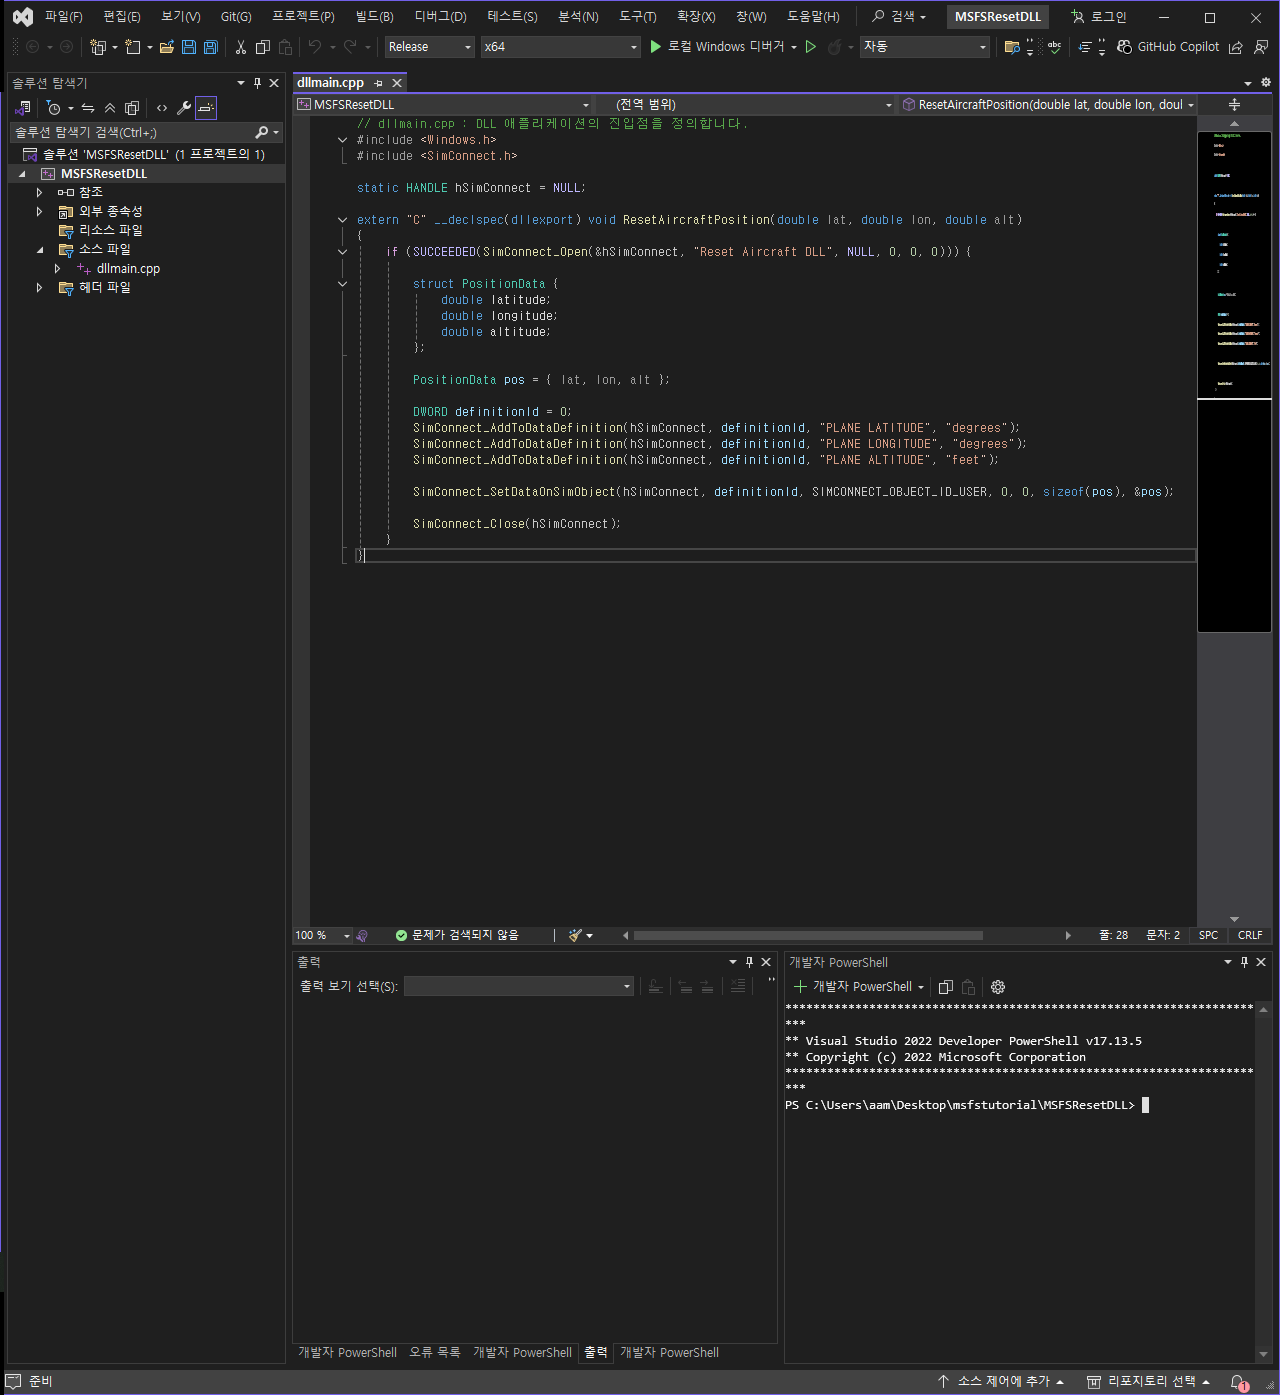 파일(F) 편집(E) 보기(V) Git(G) 프로젝트(P) 빌드(B) 디버그(D) 테스트(S) 분석(N) 도구(T) 확장(X) 창(W) 도움말(H) 검색 MSFSResetDLL 로그인
Release x64 로컬 Windows 디버거 자동 GitHub Copilot
솔루션 탐색기
솔루션 탐색기 검색(Ctrl+;)
솔루션 'MSFSResetDLL' (1 프로젝트의 1)
MSFSResetDLL
참조
외부 종속성
리소스 파일
소스 파일
dllmain.cpp
헤더 파일
dllmain.cpp
MSFSResetDLL (전역 범위) ResetAircraftPosition(double lat, double lon, doul
// dllmain.cpp : DLL 애플리케이션의 진입점을 정의합니다.
#include <Windows.h>
#include <SimConnect.h>
static HANDLE hSimConnect = NULL;
extern "C" __declspec(dllexport) void ResetAircraftPosition(double lat, double lon, double alt)
{
if (SUCCEEDED(SimConnect_Open(&hSimConnect, "Reset Aircraft DLL", NULL, 0, 0, 0))) {
struct PositionData {
double latitude;
double longitude;
double altitude;
};
PositionData pos = { lat, lon, alt };
DWORD definitionId = 0;
SimConnect_AddToDataDefinition(hSimConnect, definitionId, "PLANE LATITUDE", "degrees");
SimConnect_AddToDataDefinition(hSimConnect, definitionId, "PLANE LONGITUDE", "degrees");
SimConnect_AddToDataDefinition(hSimConnect, definitionId, "PLANE ALTITUDE", "feet");
SimConnect_SetDataOnSimObject(hSimConnect, definitionId, SIMCONNECT_OBJECT_ID_USER, 0, 0, sizeof(pos), &pos);
SimConnect_Close(hSimConnect);
}
}
100 % 문제가 검색되지 않음 줄: 28 문자: 2 SPC CRLF
출력
출력 보기 선택(S):
개발자 PowerShell
개발자 PowerShell
*******************************************************************
***
** Visual Studio 2022 Developer PowerShell v17.13.5
** Copyright (c) 2022 Microsoft Corporation
*******************************************************************
***
PS C:\Users\aam\Desktop\msfstutorial\MSFSResetDLL>
개발자 PowerShell 오류 목록 개발자 PowerShell 출력 개발자 PowerShell
준비 소스 제어에 추가 리포지토리 선택 1